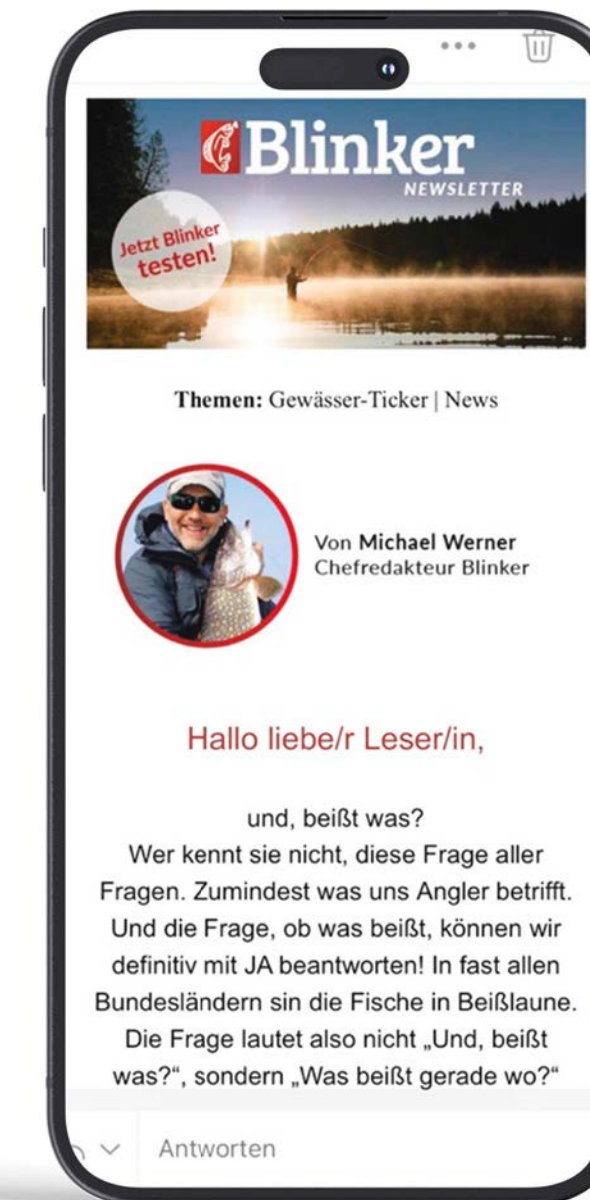 Blinker
NEWSLETTER
Jetzt Blinker
testen!
Themen: Gewässer-Ticker | News
Von Michael Werner
Chefredakteur Blinker
Hallo liebe/r Leser/in,
und, beißt was?
Wer kennt sie nicht, diese Frage aller
Fragen. Zumindest was uns Angler betrifft.
Und die Frage, ob was beißt, können wir
definitiv mit JA beantworten! In fast allen
Bundesländern sin die Fische in Beißlaune.
Die Frage lautet also nicht „Und, beißt
was?“, sondern „Was beißt gerade wo?“
Antworten